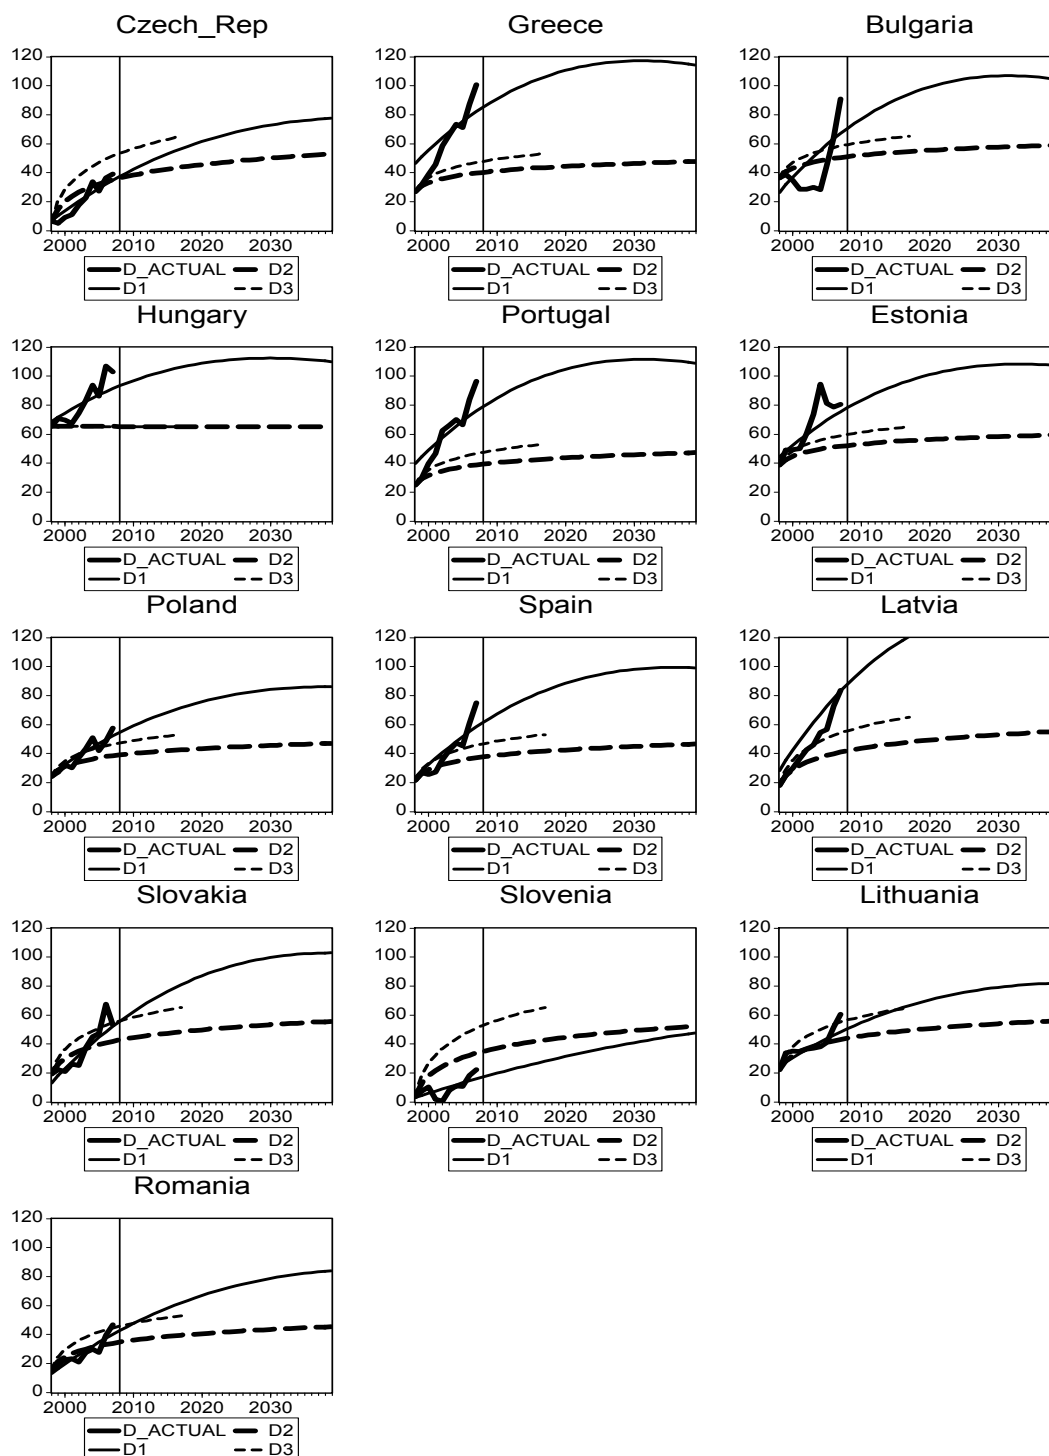 Czech_Rep Greece Bulgaria
120 120 120
100 100 100
80 80 80
60 60 60
40 40 40
20 20 20
0 0 0
2000 2010 2020 2030 2000 2010 2020 2030 2000 2010 2020 2030
D_ACTUAL D2 D_ACTUAL D2 D_ACTUAL D2
D1 D3 D1 D3 D1 D3
Hungary Portugal Estonia
120 120 120
100 100 100
80 80 80
60 60 60
40 40 40
20 20 20
0 0 0
2000 2010 2020 2030 2000 2010 2020 2030 2000 2010 2020 2030
D_ACTUAL D2 D_ACTUAL D2 D_ACTUAL D2
D1 D3 D1 D3 D1 D3
Poland Spain Latvia
120 120 120
100 100 100
80 80 80
60 60 60
40 40 40
20 20 20
0 0 0
2000 2010 2020 2030 2000 2010 2020 2030 2000 2010 2020 2030
D_ACTUAL D2 D_ACTUAL D2 D_ACTUAL D2
D1 D3 D1 D3 D1 D3
Slovakia Slovenia Lithuania
120 120 120
100 100 100
80 80 80
60 60 60
40 40 40
20 20 20
0 0 0
2000 2010 2020 2030 2000 2010 2020 2030 2000 2010 2020 2030
D_ACTUAL D2 D_ACTUAL D2 D_ACTUAL D2
D1 D3 D1 D3 D1 D3
Romania
120
100
80
60
40
20
0
2000 2010 2020 2030
D_ACTUAL D2
D1 D3